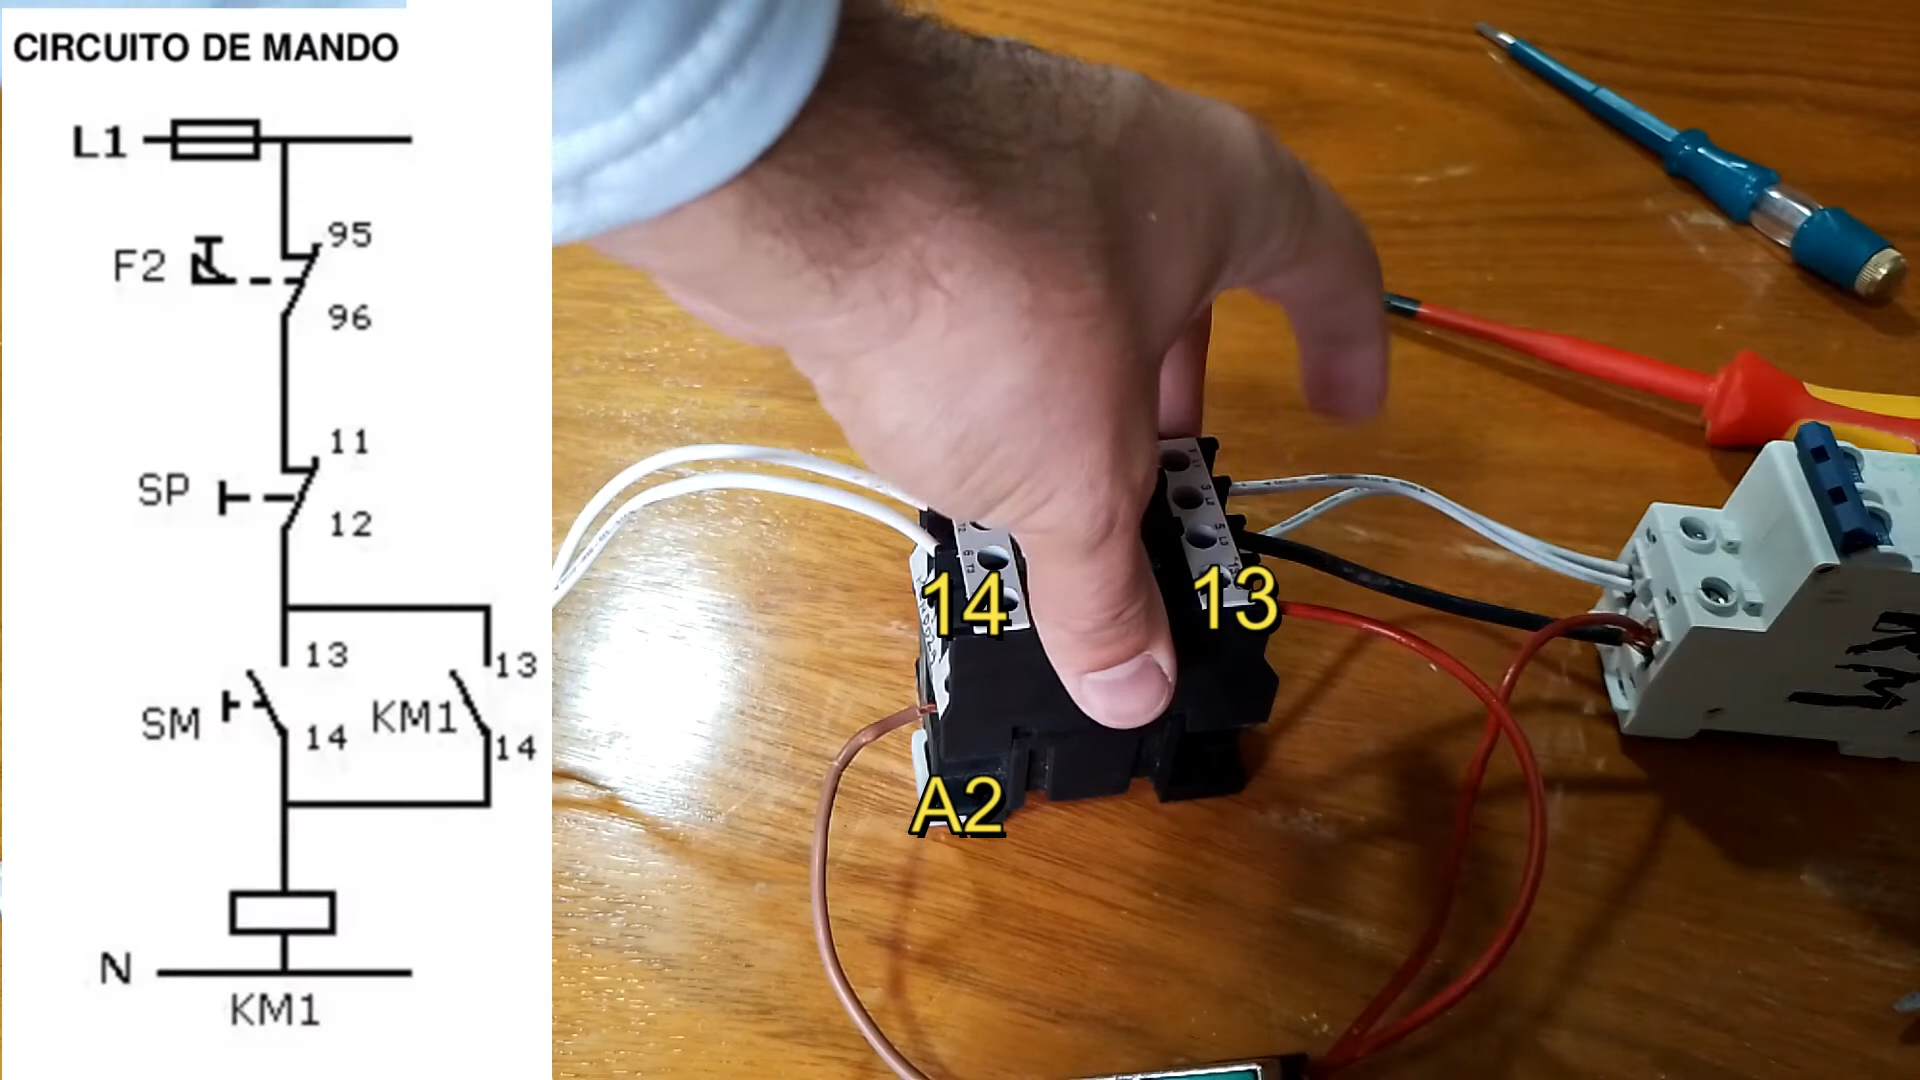 CIRCUITO DE MANDO
L1
95
F2
96
11
SP
12
13
13
SM
KM1
14
14
N
KM1
14
13
A2
KM